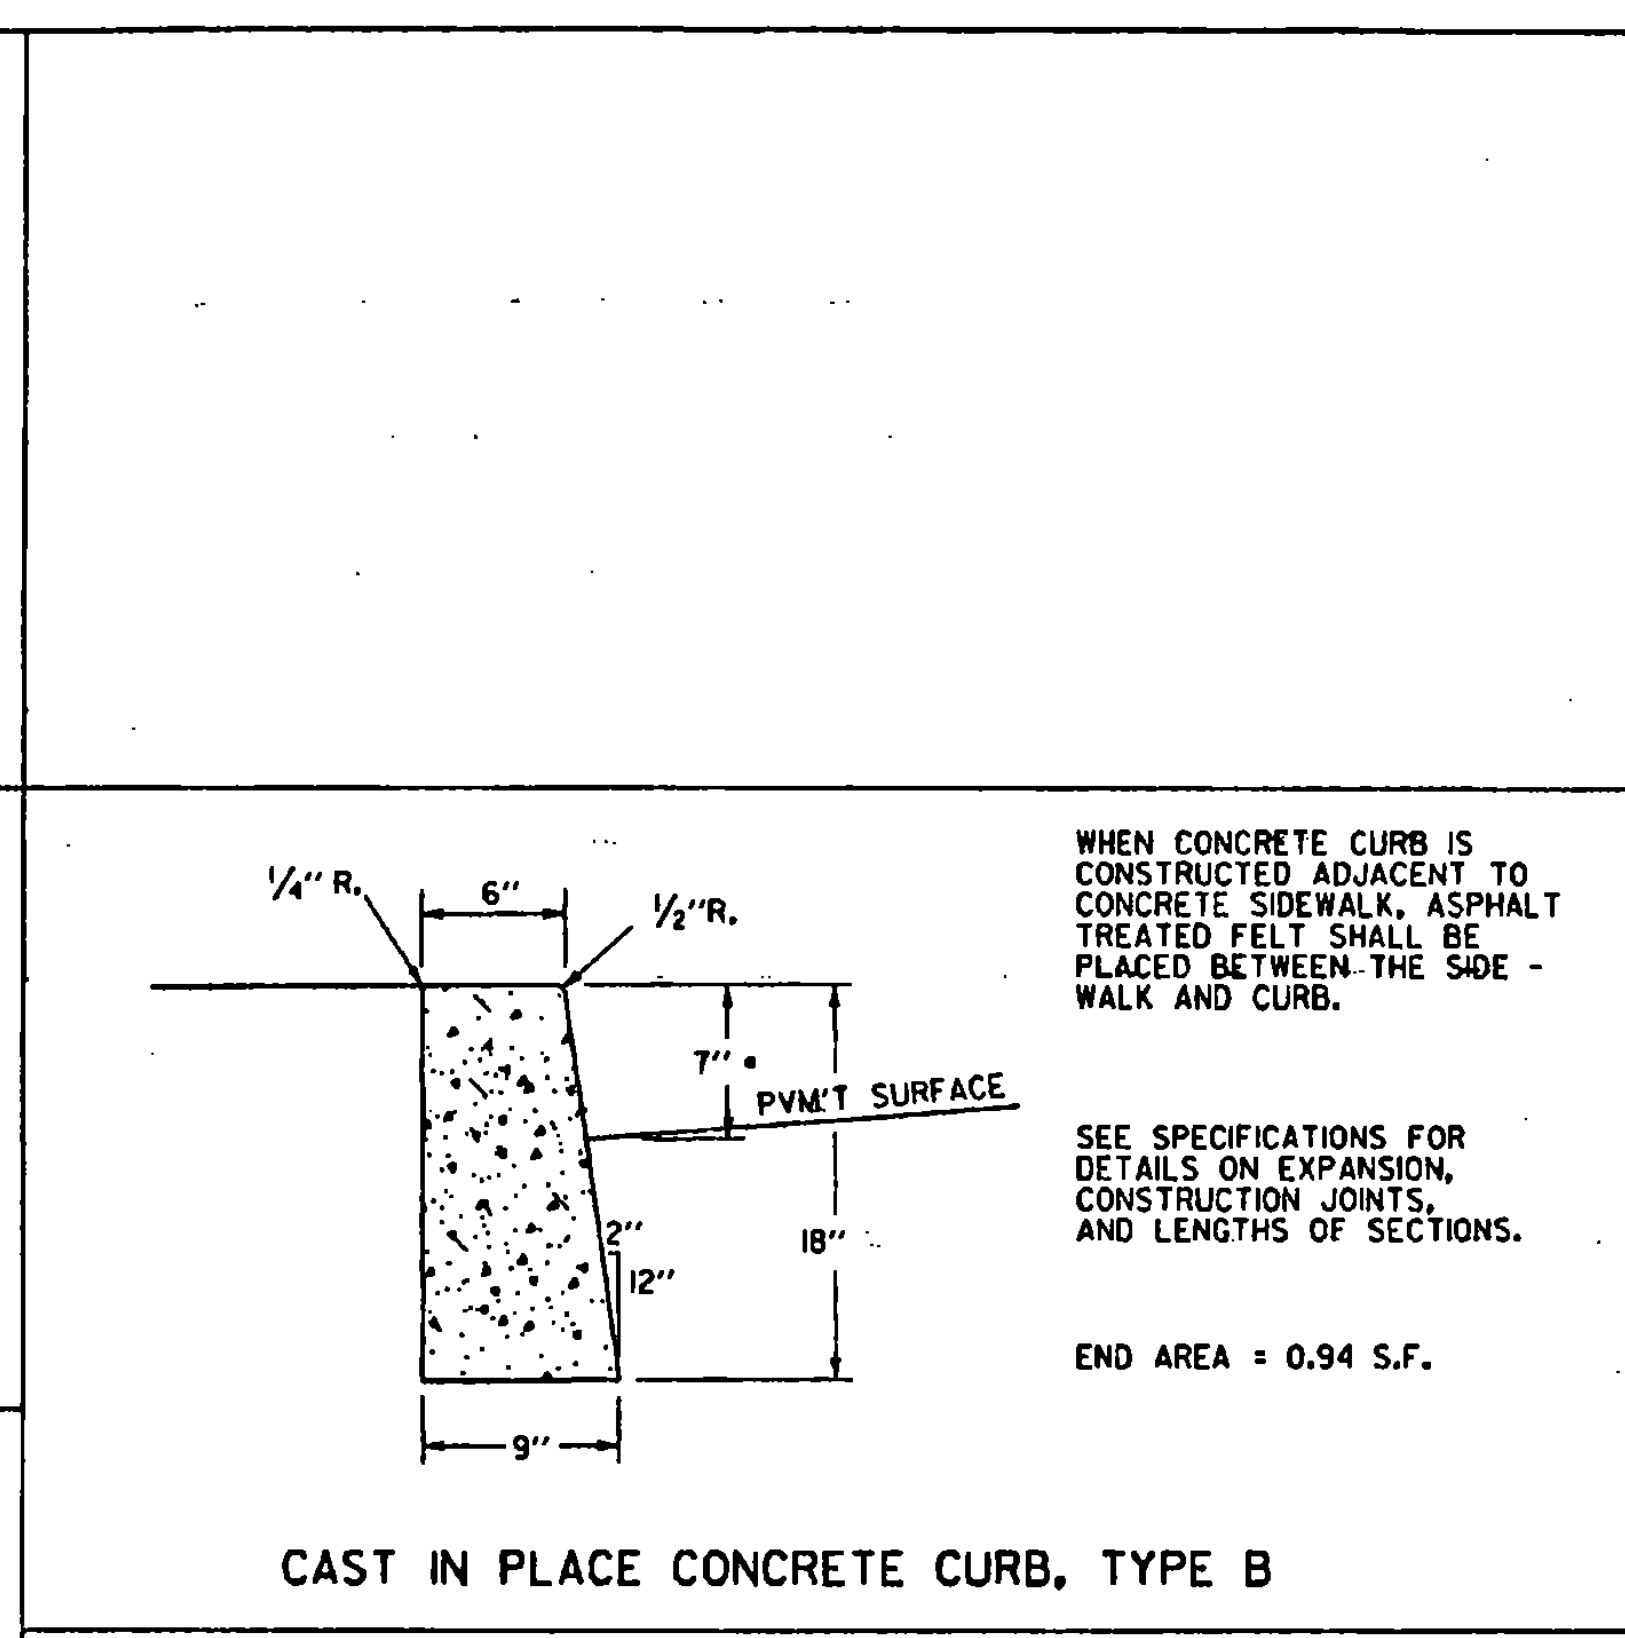 1/4" R.
6"
1/2" R.
7" *
PVM'T SURFACE
2"
12"
18"
9"
WHEN CONCRETE CURB IS
CONSTRUCTED ADJACENT TO
CONCRETE SIDEWALK, ASPHALT
TREATED FELT SHALL BE
PLACED BETWEEN THE SIDE -
WALK AND CURB.
SEE SPECIFICATIONS FOR
DETAILS ON EXPANSION,
CONSTRUCTION JOINTS,
AND LENGTHS OF SECTIONS.
END AREA = 0.94 S.F.
CAST IN PLACE CONCRETE CURB, TYPE B